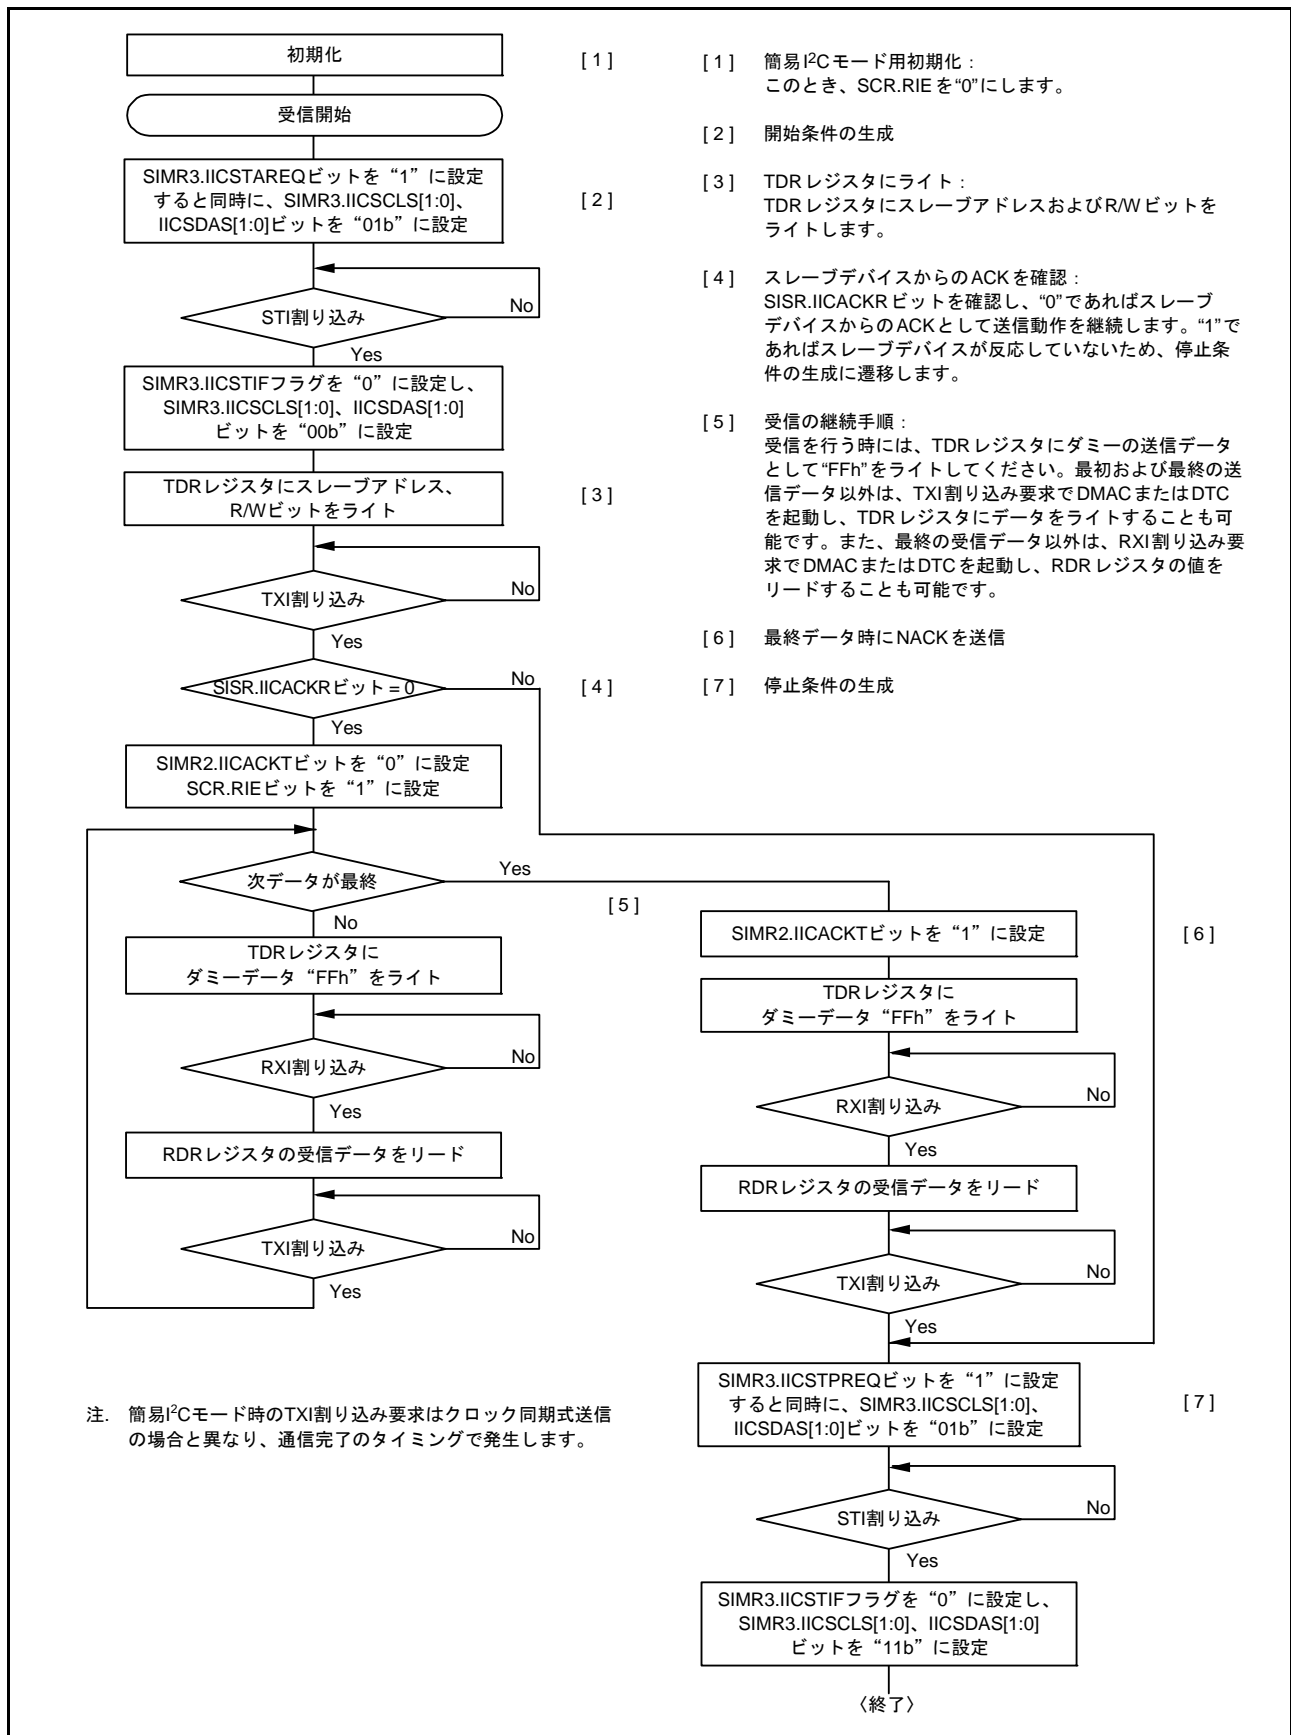 初期化
[ 1 ]
受信開始
SIMR3.IICSTAREQビットを“1”に設定
すると同時に、SIMR3.IICSCLS[1:0]、
IICSDAS[1:0]ビットを“01b”に設定
[ 2 ]
STI割り込み
No
Yes
SIMR3.IICSTIFフラグを“0”に設定し、
SIMR3.IICSCLS[1:0]、IICSDAS[1:0]
ビットを“00b”に設定
TDRレジスタにスレーブアドレス、
R/Wビットをライト
[ 3 ]
TXI割り込み
No
Yes
SISR.IICACKRビット = 0
No
[ 4 ]
Yes
SIMR2.IICACKTビットを“0”に設定
SCR.RIEビットを“1”に設定
次データが最終
Yes
[ 5 ]
No
TDRレジスタに
ダミーデータ“FFh”をライト
RXI割り込み
No
Yes
RDRレジスタの受信データをリード
TXI割り込み
No
Yes
[ 1 ] 簡易I²Cモード用初期化：
このとき、SCR.RIEを“0”にします。
[ 2 ] 開始条件の生成
[ 3 ] TDRレジスタにライト：
TDRレジスタにスレーブアドレスおよびR/Wビットを
ライトします。
[ 4 ] スレーブデバイスからのACKを確認：
SISR.IICACKRビットを確認し、“0”であればスレーブ
デバイスからのACKとして送信動作を継続します。“1”で
あればスレーブデバイスが反応していないため、停止条
件の生成に遷移します。
[ 5 ] 受信の継続手順：
受信を行う時には、TDRレジスタにダミーの送信データ
として“FFh”をライトしてください。最初および最終の送
信データ以外は、TXI割り込み要求でDMACまたはDTC
を起動し、TDRレジスタにデータをライトすることも可
能です。また、最終の受信データ以外は、RXI割り込み要
求でDMACまたはDTCを起動し、RDRレジスタの値を
リードすることも可能です。
[ 6 ] 最終データ時にNACKを送信
[ 7 ] 停止条件の生成
SIMR2.IICACKTビットを“1”に設定
[ 6 ]
TDRレジスタに
ダミーデータ“FFh”をライト
RXI割り込み
No
Yes
RDRレジスタの受信データをリード
TXI割り込み
No
Yes
SIMR3.IICSTPREQビットを“1”に設定
すると同時に、SIMR3.IICSCLS[1:0]、
IICSDAS[1:0]ビットを“01b”に設定
[ 7 ]
STI割り込み
No
Yes
SIMR3.IICSTIFフラグを“0”に設定し、
SIMR3.IICSCLS[1:0]、IICSDAS[1:0]
ビットを“11b”に設定
〈終了〉
注. 簡易I²Cモード時のTXI割り込み要求はクロック同期式送信
の場合と異なり、通信完了のタイミングで発生します。